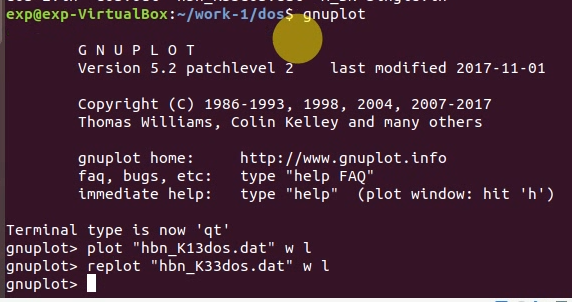 exp@exp-VirtualBox:~/work-1/dos$ gnuplot
G N U P L O T
Version 5.2 patchlevel 2    last modified 2017-11-01
Copyright (C) 1986-1993, 1998, 2004, 2007-2017
Thomas Williams, Colin Kelley and many others
gnuplot home:     http://www.gnuplot.info
faq, bugs, etc:   type "help FAQ"
immediate help:   type "help"  (plot window: hit 'h')
Terminal type is now 'qt'
gnuplot> plot "hbn_K13dos.dat" w l
gnuplot> replot "hbn_K33dos.dat" w l
gnuplot>